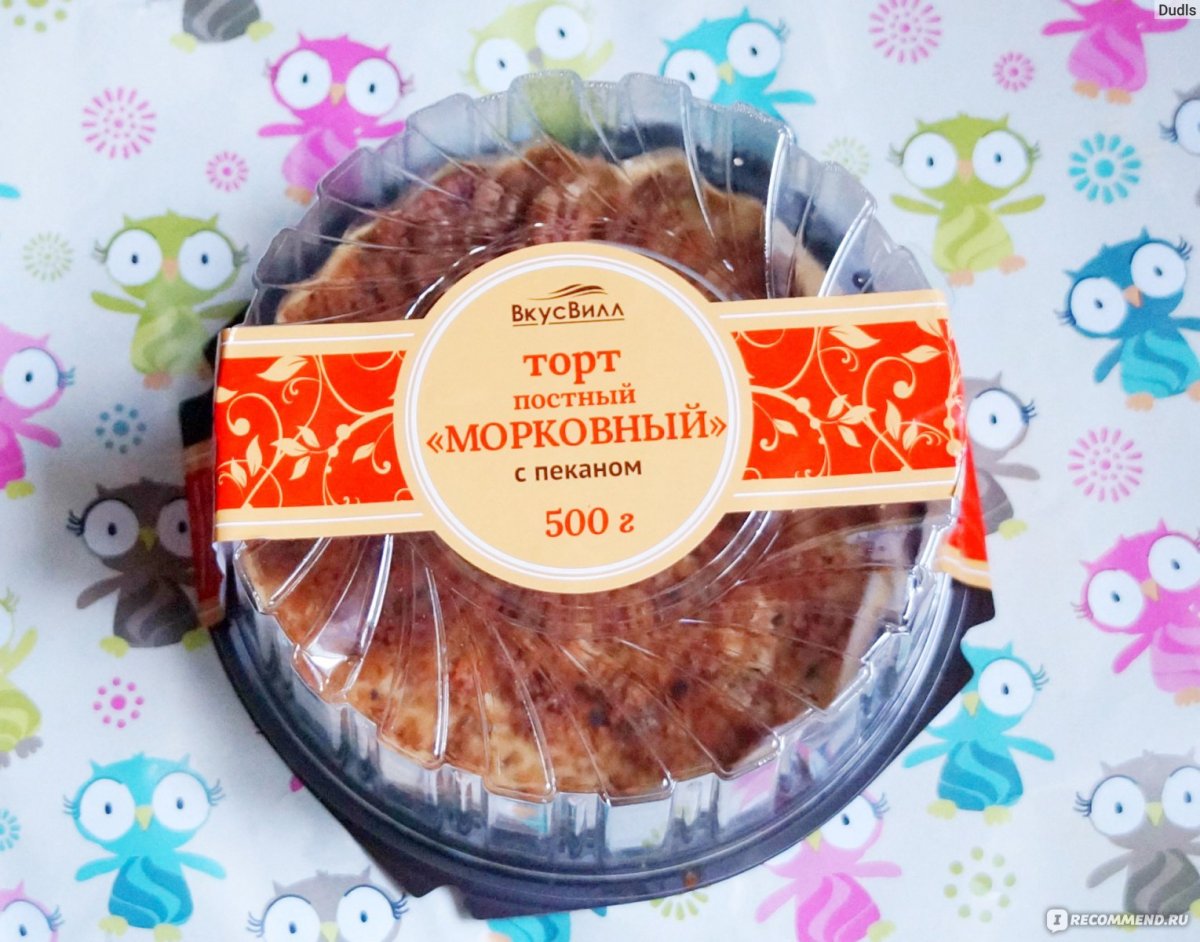 Dudls
ВкусВилл
торт
постный
«МОРКОВНЫЙ»
с пеканом
500 г
I RECOMMEND.RU